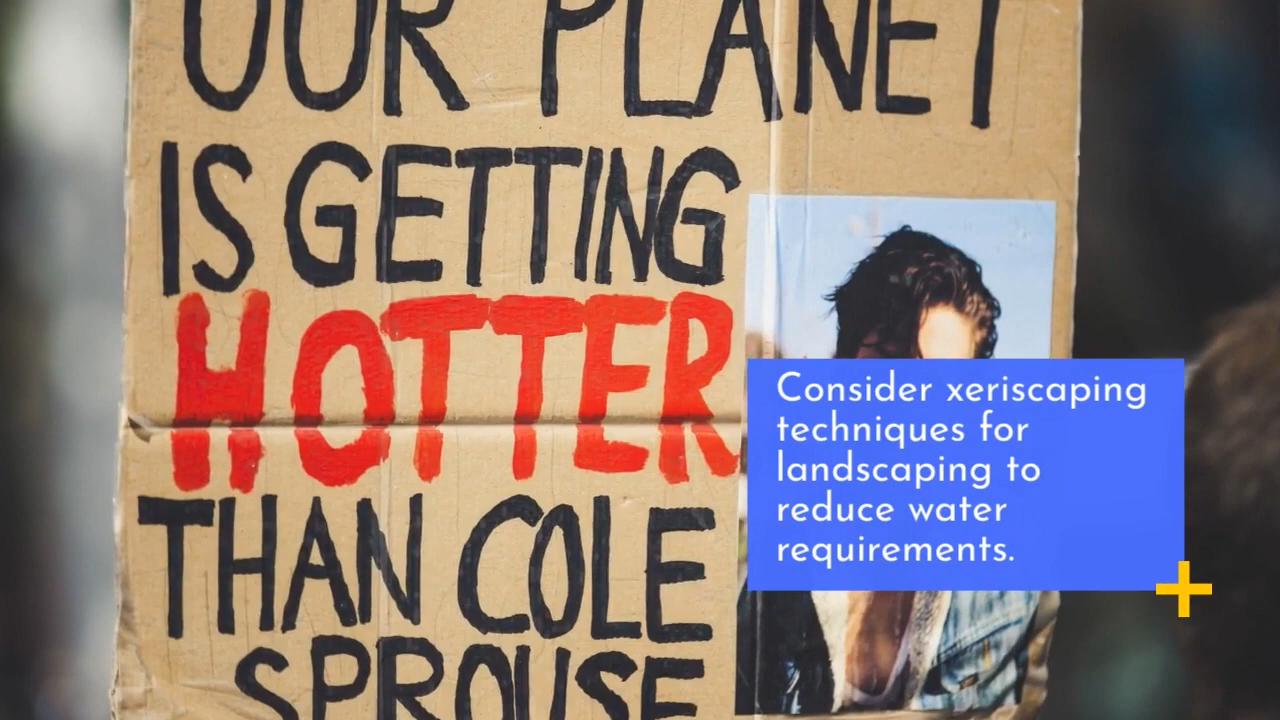 OUR PLANET
IS GETTING
HOTTER
THAN COLE
SPROUSE
Consider xeriscaping
techniques for
landscaping to
reduce water
requirements.